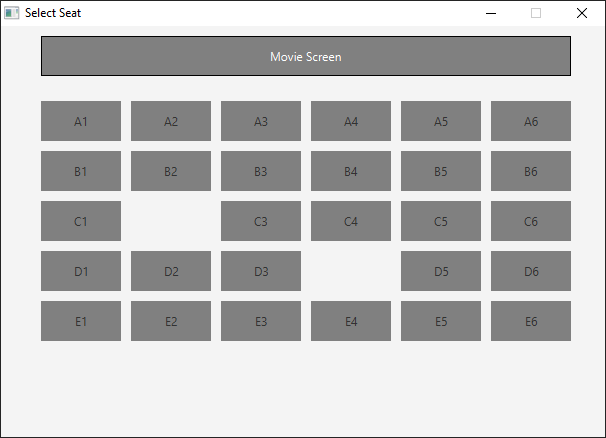 Select Seat
Movie Screen
A1 A2 A3 A4 A5 A6
B1 B2 B3 B4 B5 B6
C1 C3 C4 C5 C6
D1 D2 D3 D5 D6
E1 E2 E3 E4 E5 E6